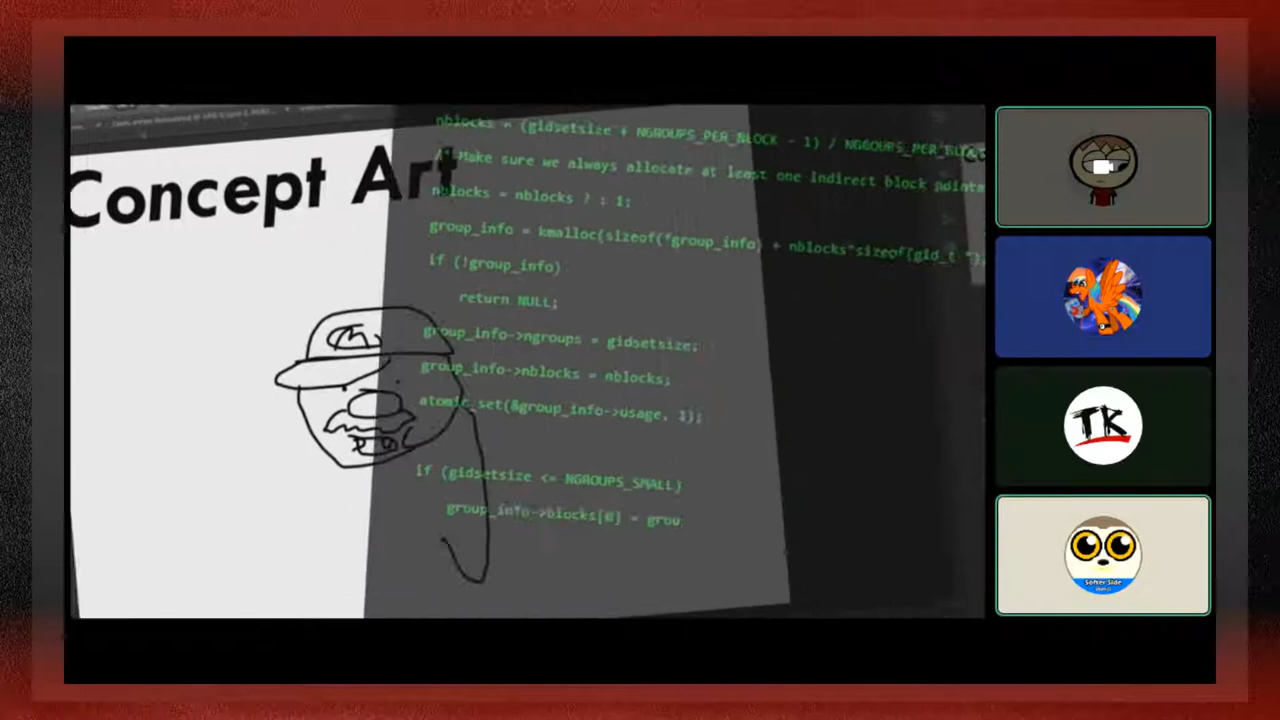 Concept Art
nblocks = (gidsetsize + NGROUPS_PER_BLOCK - 1) / NGROUPS_PER_BLOCK
/* Make sure we always allocate at least one indirect block pointer
nblocks = nblocks ? : 1;
group_info = kmalloc(sizeof(*group_info) + nblocks*sizeof(gid_t *),
if (!group_info)
return NULL;
group_info->ngroups = gidsetsize;
group_info->nblocks = nblocks;
atomic_set(&group_info->usage, 1);
if (gidsetsize <= NGROUPS_SMALL)
group_info->blocks[0] = grou
M
TK
Softer Side